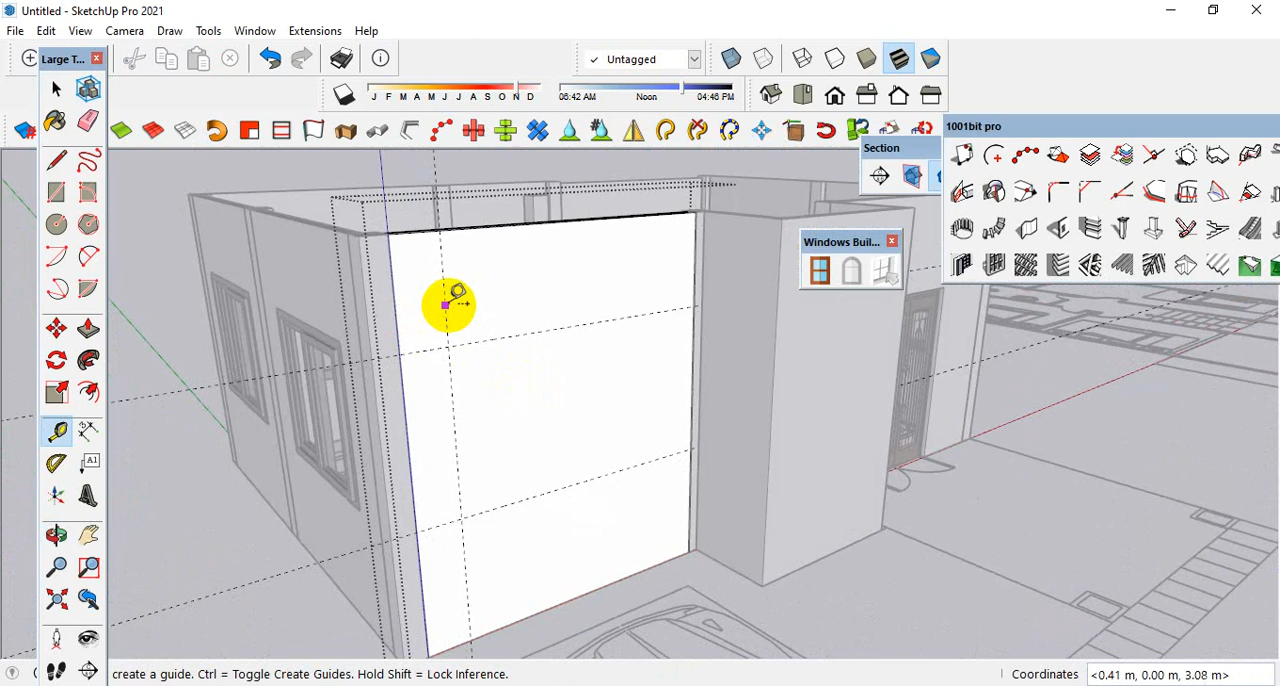 Untitled - SketchUp Pro 2021
File Edit View Camera Draw Tools Window Extensions Help
Large T...
Untagged
J F M A M J J A S O N D
06:42 AM Noon 04:46 PM
1001bit pro
Section
Windows Buil...
A1
create a guide. Ctrl = Toggle Create Guides. Hold Shift = Lock Inference.
Coordinates
<0.41 m, 0.00 m, 3.08 m>